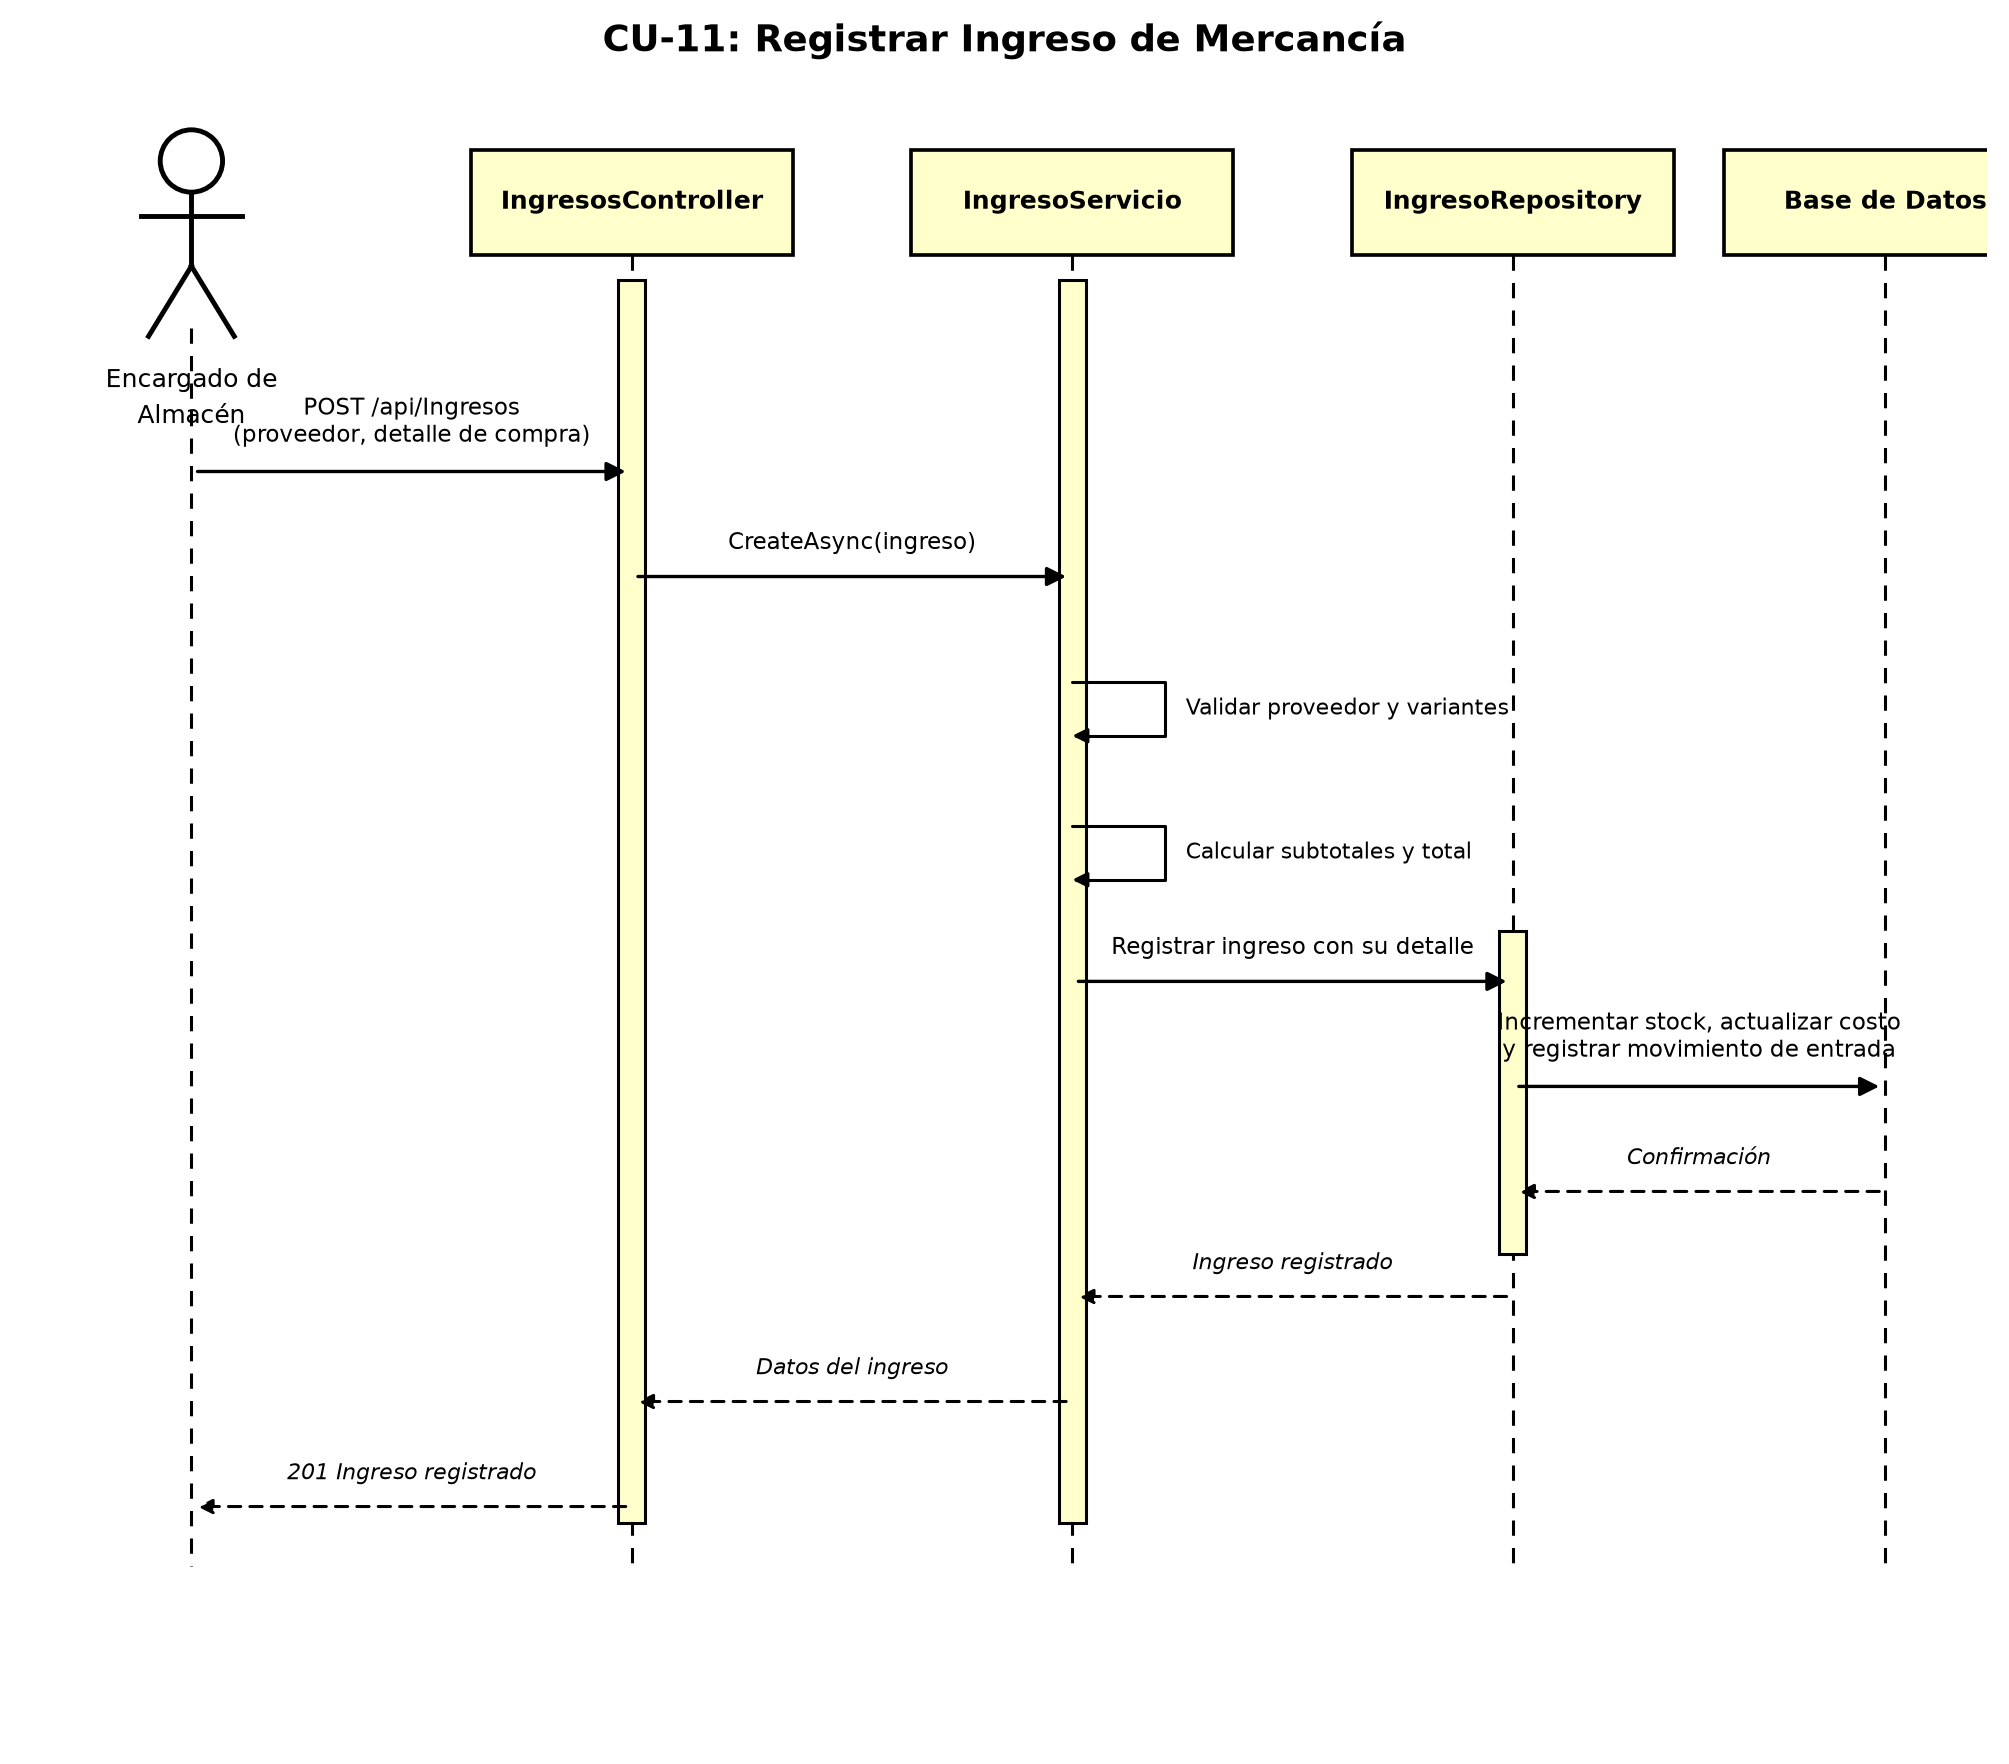 CU-11: Registrar Ingreso de Mercancía
IngresosController
IngresoServicio
IngresoRepository
Base de Datos
Encargado de
Almacén
POST /api/Ingresos
(proveedor, detalle de compra)
CreateAsync(ingreso)
Validar proveedor y variantes
Calcular subtotales y total
Registrar ingreso con su detalle
Incrementar stock, actualizar costo
y registrar movimiento de entrada
Confirmación
Ingreso registrado
Datos del ingreso
201 Ingreso registrado